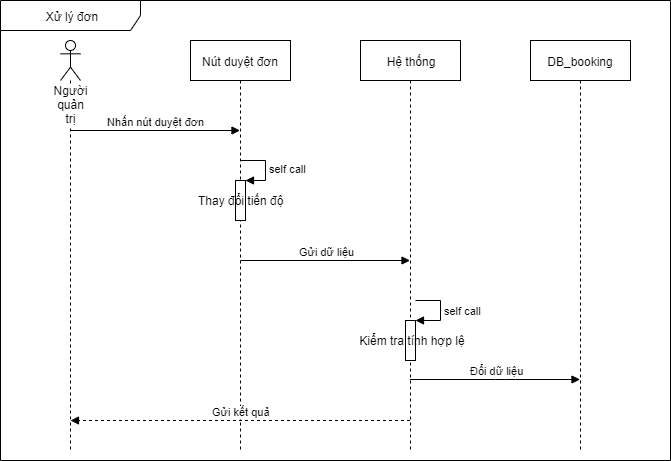 Xử lý đơn
Nút duyệt đơn
Hệ thống
DB_booking
Người
quản
trị
Nhấn nút duyệt đơn
self call
Thay đổi tiến độ
Gửi dữ liệu
self call
Kiểm tra tính hợp lệ
Đổi dữ liệu
Gửi kết quả